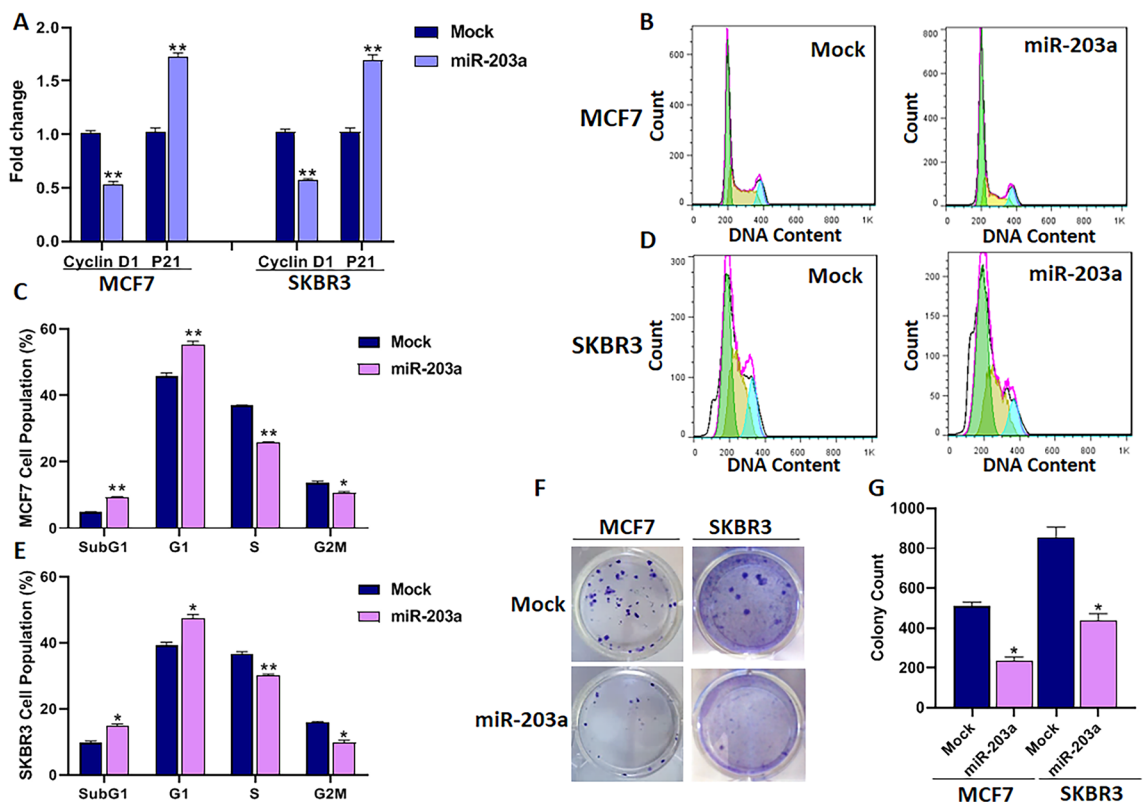 A
Fold change
2.0
1.5
1.0
0.5
0.0
**
**
**
**
Mock
miR-203a
Cyclin D1 P21
Cyclin D1 P21
MCF7
SKBR3
B
MCF7
Count
600
400
200
0
Mock
0 200 400 600 800 1K
DNA Content
Count
800
600
400
200
0
miR-203a
0 200 400 600 800 1K
DNA Content
C
MCF7 Cell Population (%)
60
40
20
0
**
**
**
*
Mock
miR-203a
SubG1 G1 S G2M
D
SKBR3
Count
300
200
100
0
Mock
0 200 400 600 800 1K
DNA Content
Count
250
200
150
100
50
0
miR-203a
0 200 400 600 800 1K
DNA Content
E
SKBR3 Cell Population (%)
60
40
20
0
*
*
**
*
Mock
miR-203a
SubG1 G1 S G2M
F
MCF7 SKBR3
Mock
miR-203a
G
Colony Count
1000
800
600
400
200
0
*
*
Mock
miR-203a
Mock
miR-203a
MCF7
SKBR3